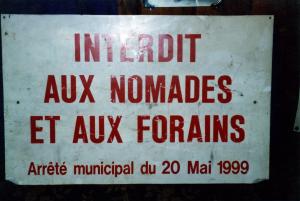 INTERDIT
AUX NOMADES
ET AUX FORAINS
Arrêté municipal du 20 Mai 1999